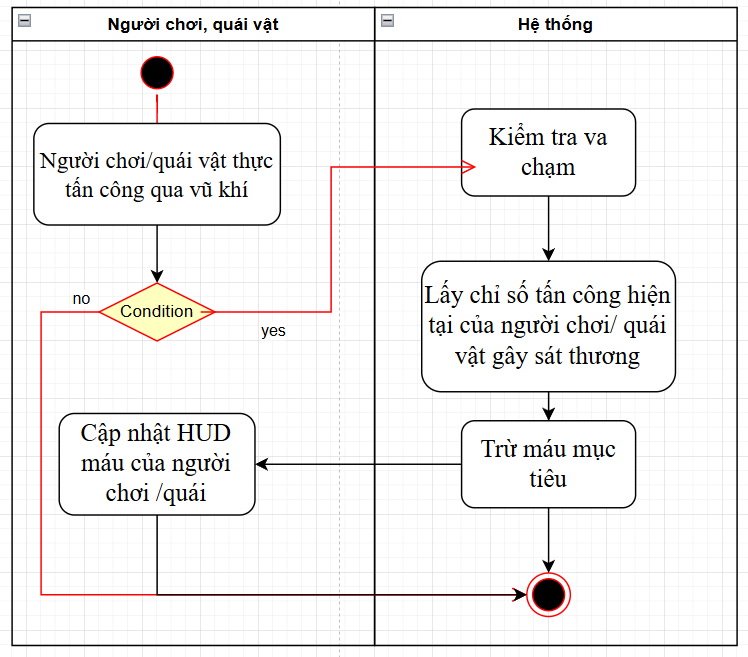 Người chơi, quái vật
Hệ thống
Người chơi/quái vật thực
tấn công qua vũ khí
Kiểm tra va
chạm
no
Condition
yes
Lấy chỉ số tấn công hiện
tại của người chơi/ quái
vật gây sát thương
Cập nhật HUD
máu của người
chơi /quái
Trừ máu mục
tiêu